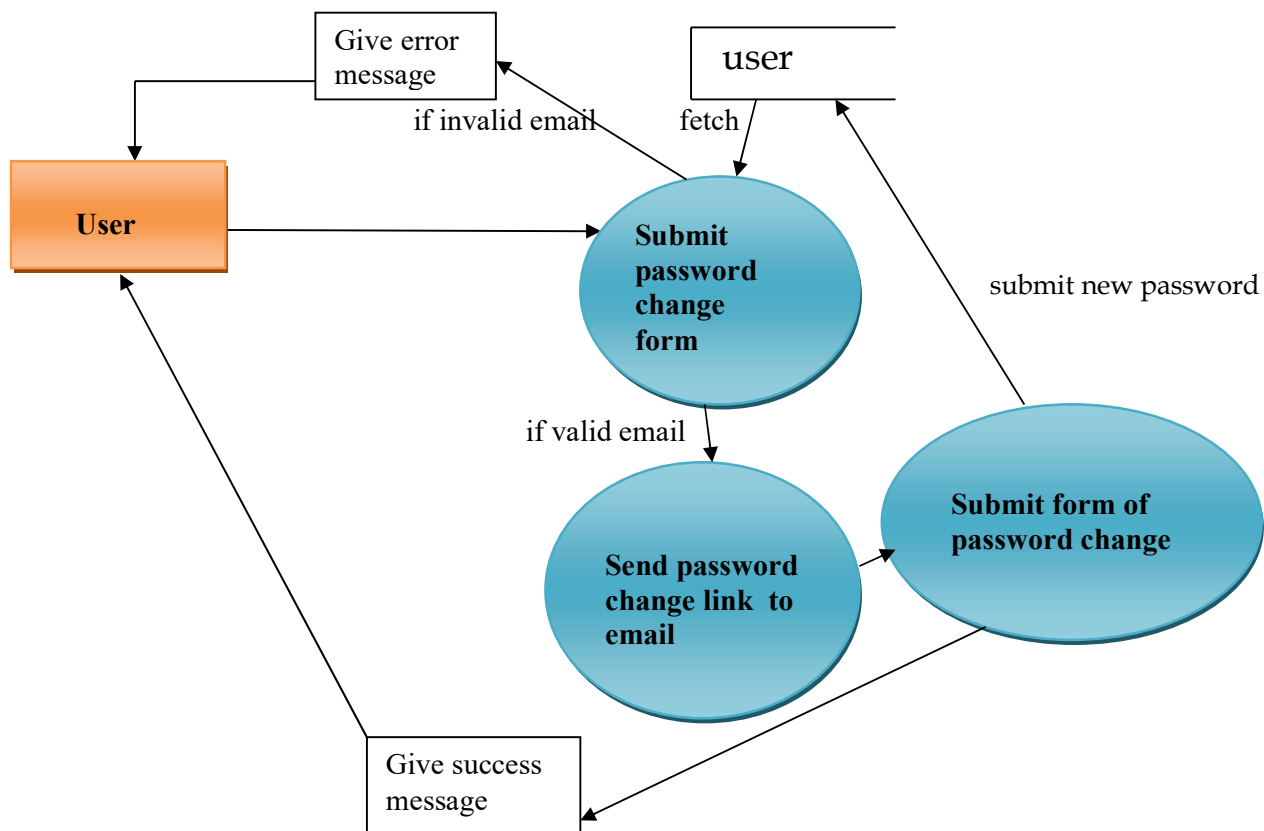 Give error
message
user
if invalid email
fetch
User
Submit
password
change
form
submit new password
if valid email
Submit form of
password change
Send password
change link to
email
Give success
message